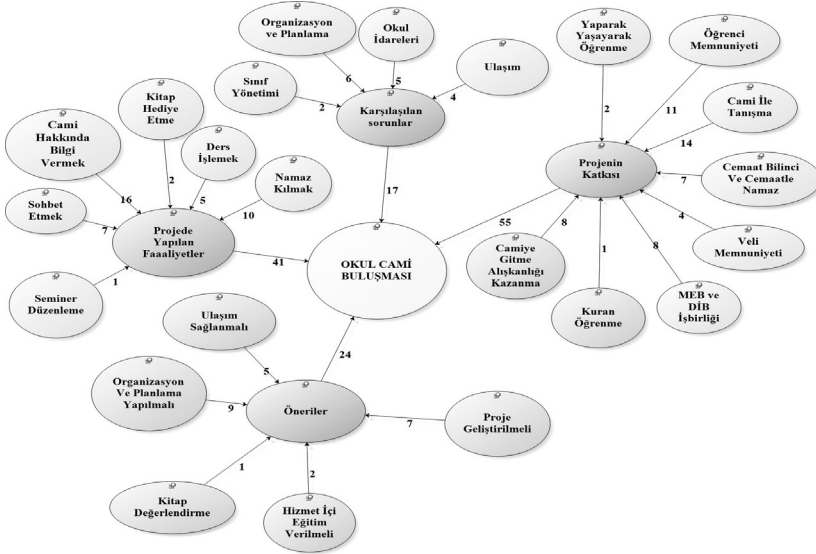 Organizasyon
ve Planlama
6
Okul
İdareleri
5
Ulaşım
4
Sınıf
Yönetimi
2
Karşılaşılan
sorunlar
17
Yaparak
Yaşayarak
Öğrenme
2
Öğrenci
Memnuniyeti
11
Cami İle
Tanışma
14
Projenin
Katkısı
Cemaat Bilinci
Ve Cemaatle
Namaz
7
Veli
Memnuniyeti
4
MEB ve
DİB
İşbirliği
8
Kuran
Öğrenme
1
Camiye
Gitme
Alışkanlığı
Kazanma
8
55
Kitap
Hediye
Etme
2
Cami
Hakkında
Bilgi
Vermek
16
Ders
İşlemek
5
Namaz
Kılmak
10
Sohbet
Etmek
7
Projede
Yapılan
Faaaliyetler
41
Seminer
Düzenleme
1
OKUL CAMİ
BULUŞMASI
24
Ulaşım
Sağlanmalı
5
Organizasyon
Ve Planlama
Yapılmalı
9
Öneriler
Proje
Geliştirilmeli
7
Kitap
Değerlendirme
1
Hizmet İçi
Eğitim
Verilmeli
2